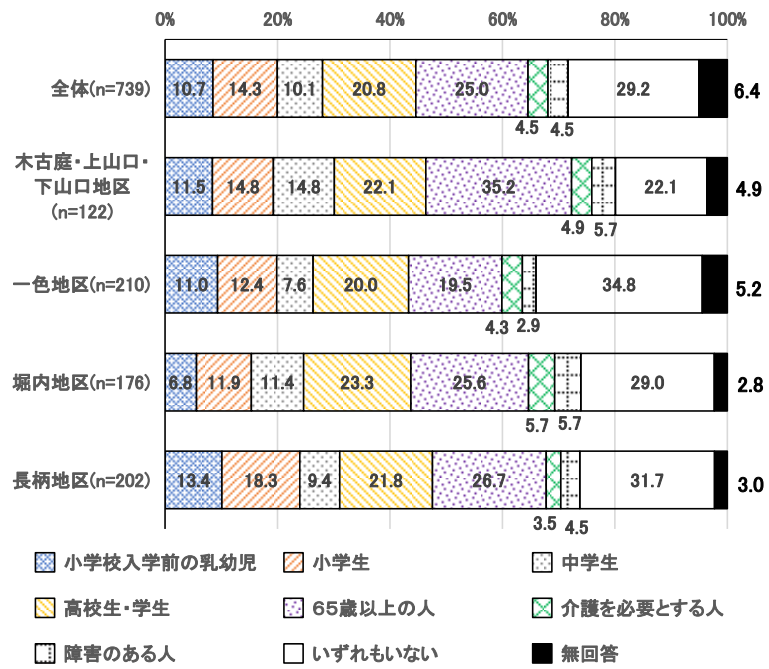 0% 20% 40% 60% 80% 100%
全体(n=739) 10.7 14.3 10.1 20.8 25.0 29.2 6.4
4.5 4.5
木古庭・上山口・
下山口地区
(n=122)
11.5 14.8 14.8 22.1 35.2 22.1 4.9
4.9 5.7
一色地区(n=210) 11.0 12.4 7.6 20.0 19.5 34.8 5.2
4.3 2.9
堀内地区(n=176) 6.8 11.9 11.4 23.3 25.6 29.0 2.8
5.7 5.7
長柄地区(n=202) 13.4 18.3 9.4 21.8 26.7 31.7 3.0
3.5 4.5
小学校入学前の乳幼児 小学生 中学生
高校生・学生 65歳以上の人 介護を必要とする人
障害のある人 いずれもいない 無回答